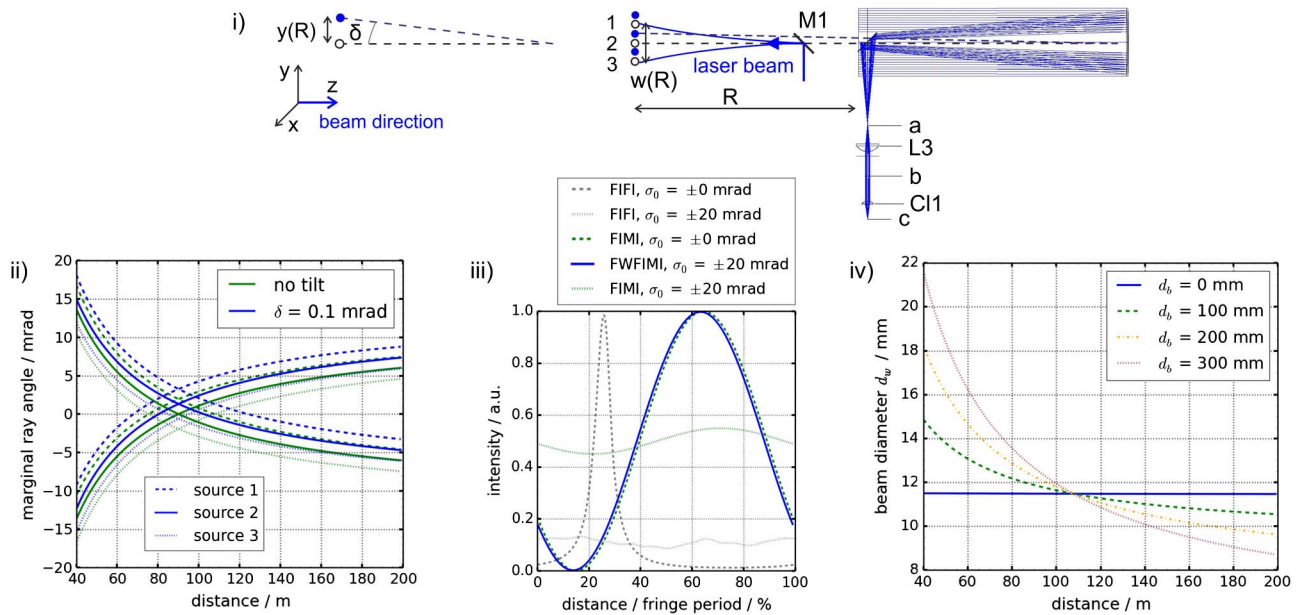 i)
y(R)
δ
y
z
x
beam direction
1
2
3
w(R)
M1
laser beam
R
a
L3
b
Cl1
c
FIFI, σ₀ = ±0 mrad
FIFI, σ₀ = ±20 mrad
FIMI, σ₀ = ±0 mrad
FWFIMI, σ₀ = ±20 mrad
FIMI, σ₀ = ±20 mrad
ii)
marginal ray angle / mrad
20
15
10
5
0
−5
−10
−15
−20
no tilt
δ = 0.1 mrad
source 1
source 2
source 3
40 60 80 100 120 140 160 180 200
distance / m
iii)
intensity / a.u.
1.0
0.8
0.6
0.4
0.2
0.0
0 20 40 60 80 100
distance / fringe period / %
iv)
beam diameter d_w / mm
22
20
18
16
14
12
10
8
d_b = 0 mm
d_b = 100 mm
d_b = 200 mm
d_b = 300 mm
40 60 80 100 120 140 160 180 200
distance / m